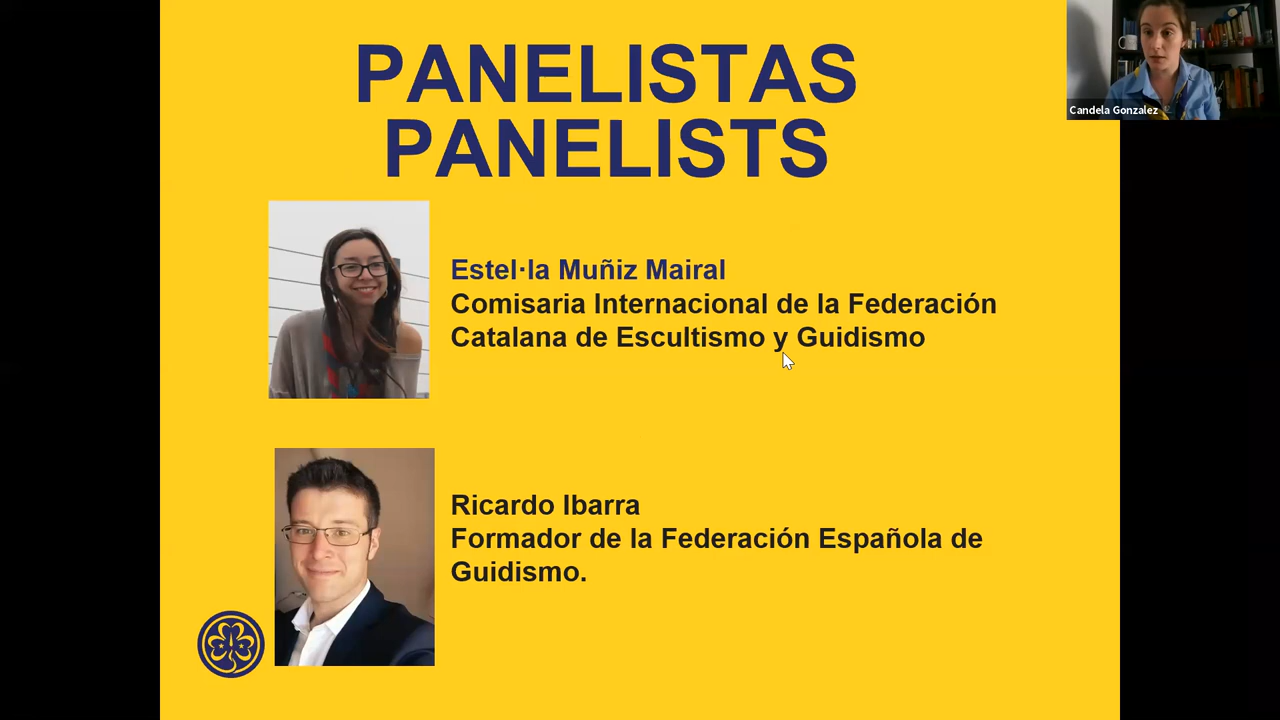 PANELISTAS
PANELISTS
Candela Gonzalez
Estel·la Muñiz Mairal
Comisaria Internacional de la Federación
Catalana de Escultismo y Guidismo
Ricardo Ibarra
Formador de la Federación Española de
Guidismo.